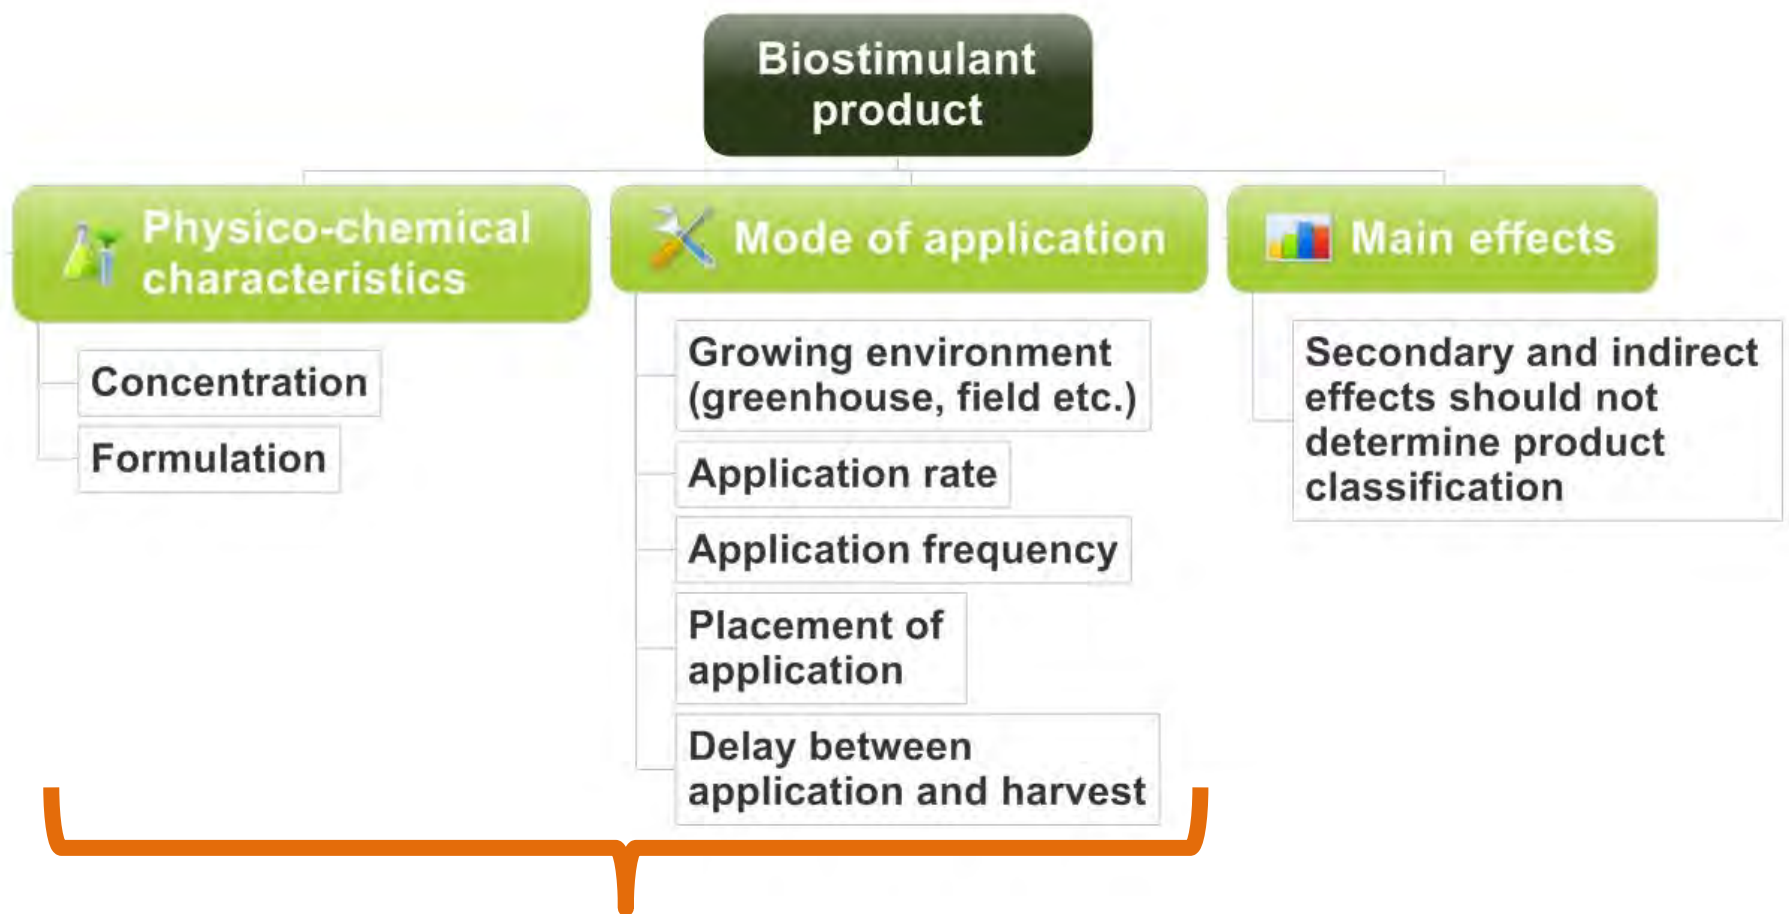 Biostimulant
product
Physico-chemical
characteristics
Concentration
Formulation
Mode of application
Growing environment
(greenhouse, field etc.)
Application rate
Application frequency
Placement of
application
Delay between
application and harvest
Main effects
Secondary and indirect
effects should not
determine product
classification